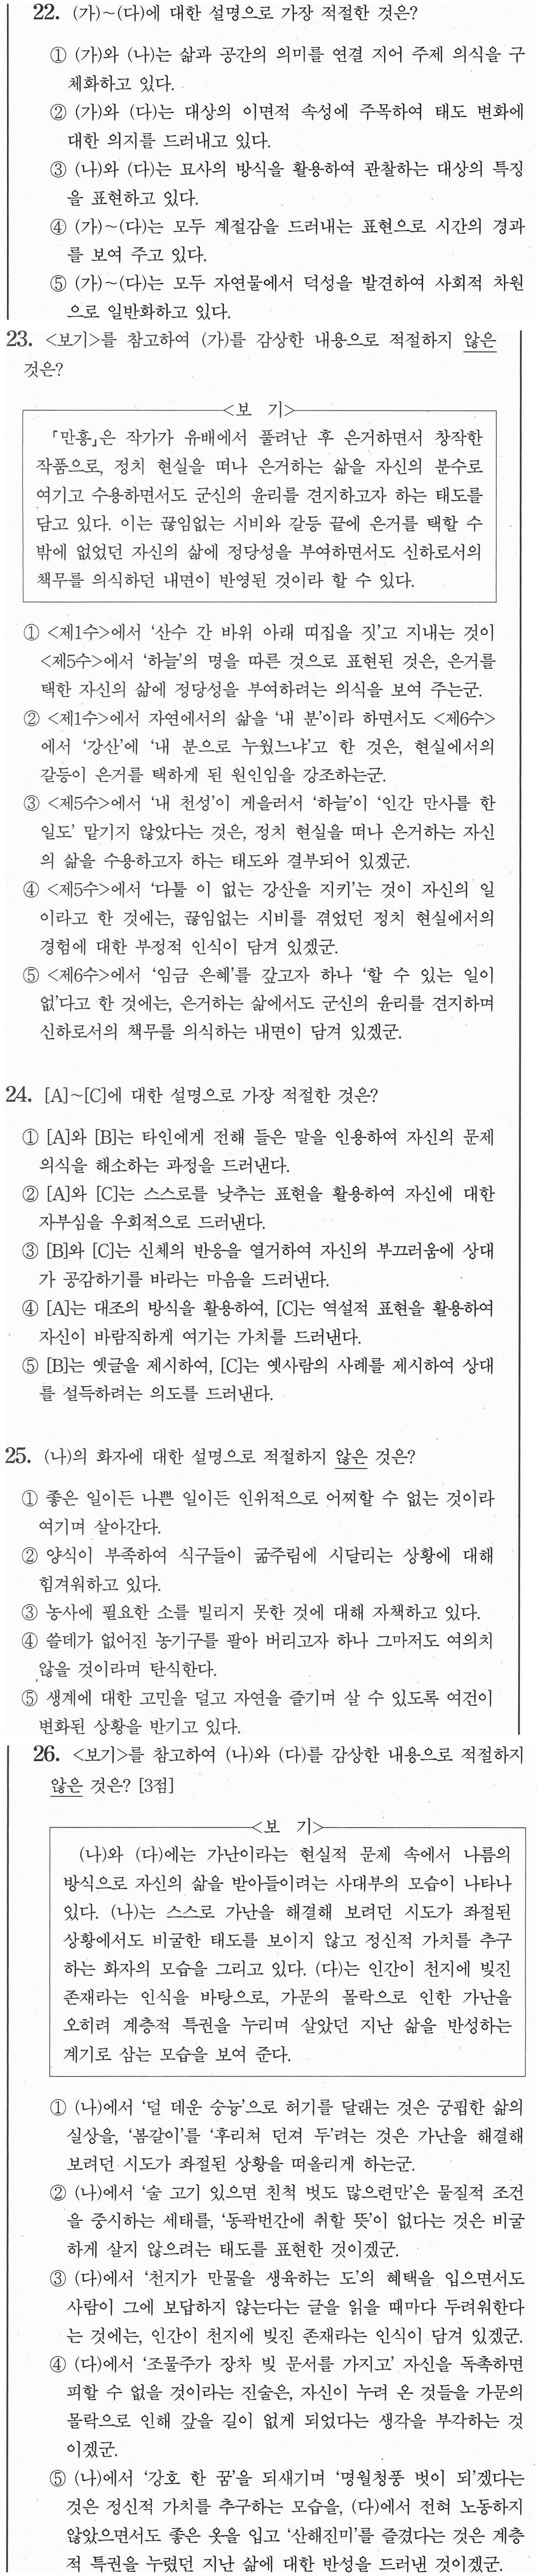 22. (가)~(다)에 대한 설명으로 가장 적절한 것은?
① (가)와 (나)는 삶과 공간의 의미를 연결 지어 주제 의식을 구
체화하고 있다.
② (가)와 (다)는 대상의 이면적 속성에 주목하여 태도 변화에
대한 의지를 드러내고 있다.
③ (나)와 (다)는 묘사의 방식을 활용하여 관찰하는 대상의 특징
을 표현하고 있다.
④ (가)~(다)는 모두 계절감을 드러내는 표현으로 시간의 경과
를 보여 주고 있다.
⑤ (가)~(다)는 모두 자연물에서 덕성을 발견하여 사회적 차원
으로 일반화하고 있다.
23. <보기>를 참고하여 (가)를 감상한 내용으로 적절하지 않은
것은?
<보 기>
「만흥」은 작가가 유배에서 풀려난 후 은거하면서 창작한
작품으로, 정치 현실을 떠나 은거하는 삶을 자신의 분수로
여기고 수용하면서도 군신의 윤리를 견지하고자 하는 태도를
담고 있다. 이는 끊임없는 시비와 갈등 끝에 은거를 택할 수
밖에 없었던 자신의 삶에 정당성을 부여하면서도 신하로서의
책무를 의식하던 내면이 반영된 것이라 할 수 있다.
① <제1수>에서 ‘산수 간 바위 아래 띠집을 짓’고 지내는 것이
<제5수>에서 ‘하늘’의 명을 따른 것으로 표현된 것은, 은거를
택한 자신의 삶에 정당성을 부여하려는 의식을 보여 주는군.
② <제1수>에서 자연에서의 삶을 ‘내 분’이라 하면서도 <제6수>
에서 ‘강산’에 ‘내 분으로 누웠느냐’고 한 것은, 현실에서의
갈등이 은거를 택하게 된 원인임을 강조하는군.
③ <제5수>에서 ‘내 천성’이 게을러서 ‘하늘’이 ‘인간 만사를 한
일도’ 맡기지 않았다는 것은, 정치 현실을 떠나 은거하는 자신
의 삶을 수용하고자 하는 태도와 결부되어 있겠군.
④ <제5수>에서 ‘다툴 이 없는 강산을 지키’는 것이 자신의 일
이라고 한 것에는, 끊임없는 시비를 겪었던 정치 현실에서의
경험에 대한 부정적 인식이 담겨 있겠군.
⑤ <제6수>에서 ‘임금 은혜’를 갚고자 하나 ‘할 수 있는 일이
없’다고 한 것에는, 은거하는 삶에서도 군신의 윤리를 견지하며
신하로서의 책무를 의식하는 내면이 담겨 있겠군.
24. [A]~[C]에 대한 설명으로 가장 적절한 것은?
① [A]와 [B]는 타인에게 전해 들은 말을 인용하여 자신의 문제
의식을 해소하는 과정을 드러낸다.
② [A]와 [C]는 스스로를 낮추는 표현을 활용하여 자신에 대한
자부심을 우회적으로 드러낸다.
③ [B]와 [C]는 신체의 반응을 열거하여 자신의 부끄러움에 상대
가 공감하기를 바라는 마음을 드러낸다.
④ [A]는 대조의 방식을 활용하여, [C]는 역설적 표현을 활용하여
자신이 바람직하게 여기는 가치를 드러낸다.
⑤ [B]는 옛글을 제시하여, [C]는 옛사람의 사례를 제시하여 상대
를 설득하려는 의도를 드러낸다.
25. (나)의 화자에 대한 설명으로 적절하지 않은 것은?
① 좋은 일이든 나쁜 일이든 인위적으로 어찌할 수 없는 것이라
여기며 살아간다.
② 양식이 부족하여 식구들이 굶주림에 시달리는 상황에 대해
힘겨워하고 있다.
③ 농사에 필요한 소를 빌리지 못한 것에 대해 자책하고 있다.
④ 쓸데가 없어진 농기구를 팔아 버리고자 하나 그마저도 여의치
않을 것이라며 탄식한다.
⑤ 생계에 대한 고민을 덜고 자연을 즐기며 살 수 있도록 여건이
변화된 상황을 반기고 있다.
26. <보기>를 참고하여 (나)와 (다)를 감상한 내용으로 적절하지
않은 것은? [3점]
<보 기>
(나)와 (다)에는 가난이라는 현실적 문제 속에서 나름의
방식으로 자신의 삶을 받아들이려는 사대부의 모습이 나타나
있다. (나)는 스스로 가난을 해결해 보려던 시도가 좌절된
상황에서도 비굴한 태도를 보이지 않고 정신적 가치를 추구
하는 화자의 모습을 그리고 있다. (다)는 인간이 천지에 빚진
존재라는 인식을 바탕으로, 가문의 몰락으로 인한 가난을
오히려 계층적 특권을 누리며 살았던 지난 삶을 반성하는
계기로 삼는 모습을 보여 준다.
① (나)에서 ‘덜 데운 숭늉’으로 허기를 달래는 것은 궁핍한 삶의
실상을, ‘봄갈이’를 ‘후리쳐 던져 두’려는 것은 가난을 해결해
보려던 시도가 좌절된 상황을 떠올리게 하는군.
② (나)에서 ‘술 고기 있으면 친척 벗도 많으련만’은 물질적 조건
을 중시하는 세태를, ‘동곽번간에 취할 뜻’이 없다는 것은 비굴
하게 살지 않으려는 태도를 표현한 것이겠군.
③ (다)에서 ‘천지가 만물을 생육하는 도’의 혜택을 입으면서도
사람이 그에 보답하지 않는다는 글을 읽을 때마다 두려워한다
는 것에는, 인간이 천지에 빚진 존재라는 인식이 담겨 있겠군.
④ (다)에서 ‘조물주가 장차 빚 문서를 가지고’ 자신을 독촉하면
피할 수 없을 것이라는 진술은, 자신이 누려 온 것들을 가문의
몰락으로 인해 갚을 길이 없게 되었다는 생각을 부각하는 것
이겠군.
⑤ (나)에서 ‘강호 한 꿈’을 되새기며 ‘명월청풍 벗이 되’겠다는
것은 정신적 가치를 추구하는 모습을, (다)에서 전혀 노동하지
않았으면서도 좋은 옷을 입고 ‘산해진미’를 즐겼다는 것은 계층
적 특권을 누렸던 지난 삶에 대한 반성을 드러낸 것이겠군.